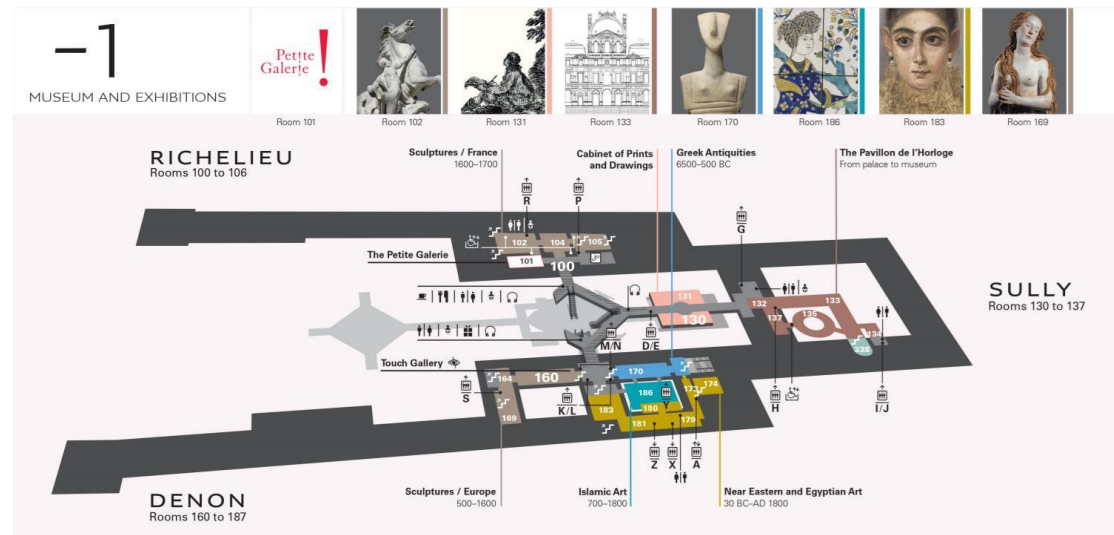 −1
MUSEUM AND EXHIBITIONS
Petite
Galerie !
Room 101
Room 102
Room 131
Room 133
Room 170
Room 186
Room 183
Room 169
RICHELIEU
Rooms 100 to 106
Sculptures / France
1600–1700
Cabinet of Prints
and Drawings
Greek Antiquities
6500–500 BC
The Pavillon de l'Horloge
From palace to museum
R
P
G
102
104
105
The Petite Galerie
101
100
SULLY
Rooms 130 to 137
131
130
132
133
137
135
134
338
M/N
D/E
Touch Gallery
164
160
170
186
173
174
S
K/L
Y
H
I/J
169
183
180
181
179
Z
X
A
DENON
Rooms 160 to 187
Sculptures / Europe
500–1600
Islamic Art
700–1800
Near Eastern and Egyptian Art
30 BC–AD 1800